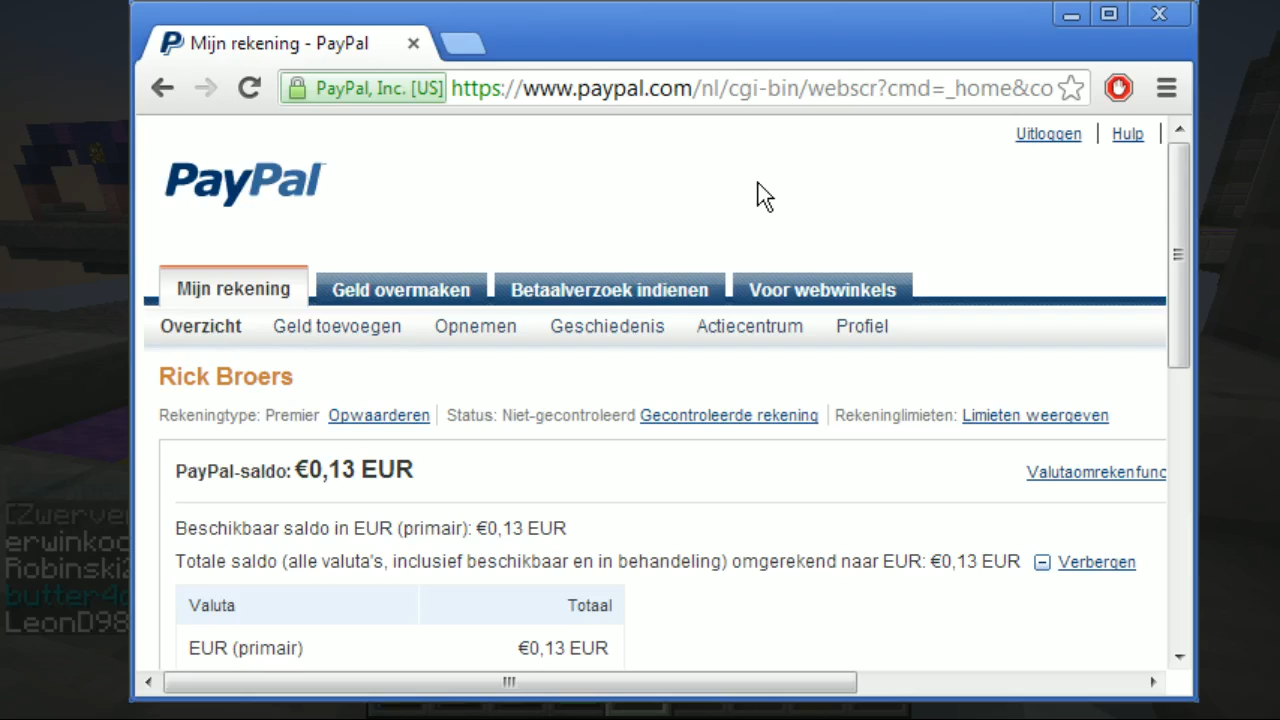 Mijn rekening - PayPal
PayPal, Inc. [US] https://www.paypal.com/nl/cgi-bin/webscr?cmd=_home&co
Uitloggen Hulp
PayPal
Mijn rekening Geld overmaken Betaalverzoek indienen Voor webwinkels
Overzicht Geld toevoegen Opnemen Geschiedenis Actiecentrum Profiel
Rick Broers
Rekeningtype: Premier Opwaarderen Status: Niet-gecontroleerd Gecontroleerde rekening Rekeninglimieten: Limieten weergeven
PayPal-saldo: €0,13 EUR Valutaomrekenfunc
Beschikbaar saldo in EUR (primair): €0,13 EUR
Totale saldo (alle valuta's, inclusief beschikbaar en in behandeling) omgerekend naar EUR: €0,13 EUR Verbergen
Valuta Totaal
EUR (primair) €0,13 EUR
[Zwerver
erwinkoo
Robinski2
LeonD98